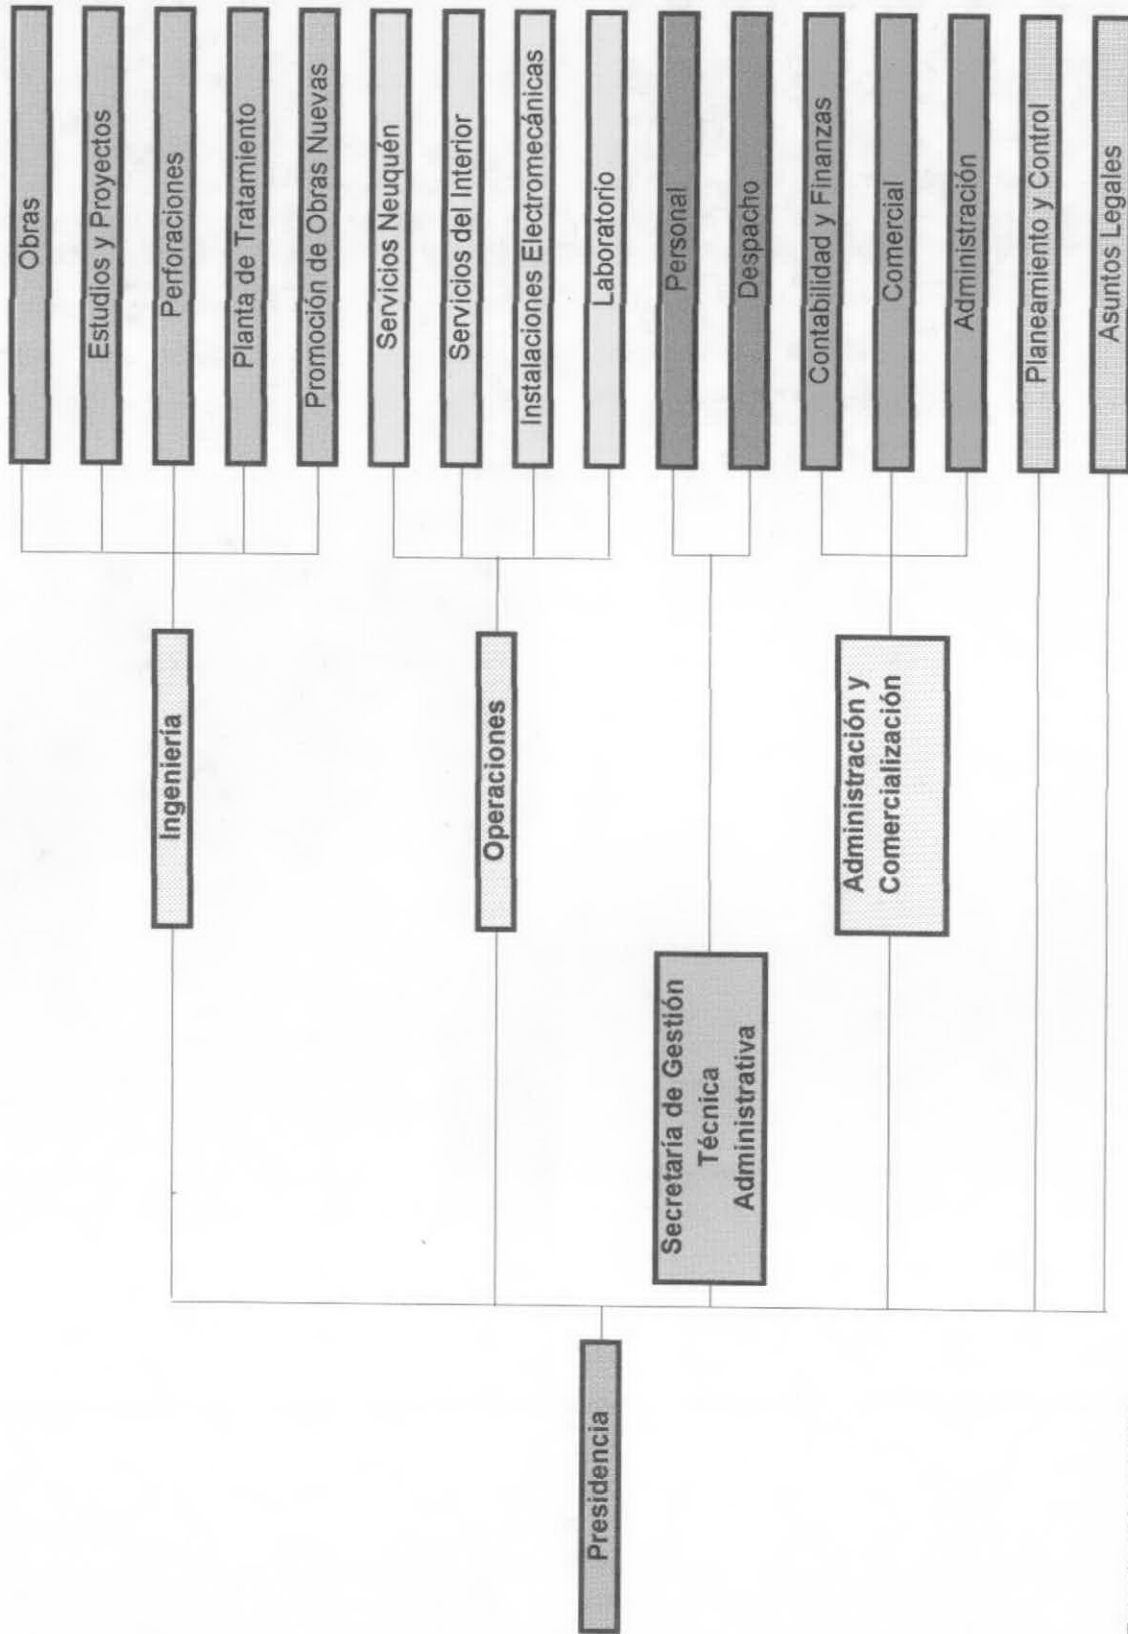 Presidencia
Ingeniería
Operaciones
Secretaría de Gestión
Técnica
Administrativa
Administración y
Comercialización
Obras
Estudios y Proyectos
Perforaciones
Planta de Tratamiento
Promoción de Obras Nuevas
Servicios Neuquén
Servicios del Interior
Instalaciones Electromecánicas
Laboratorio
Personal
Despacho
Contabilidad y Finanzas
Comercial
Administración
Planeamiento y Control
Asuntos Legales